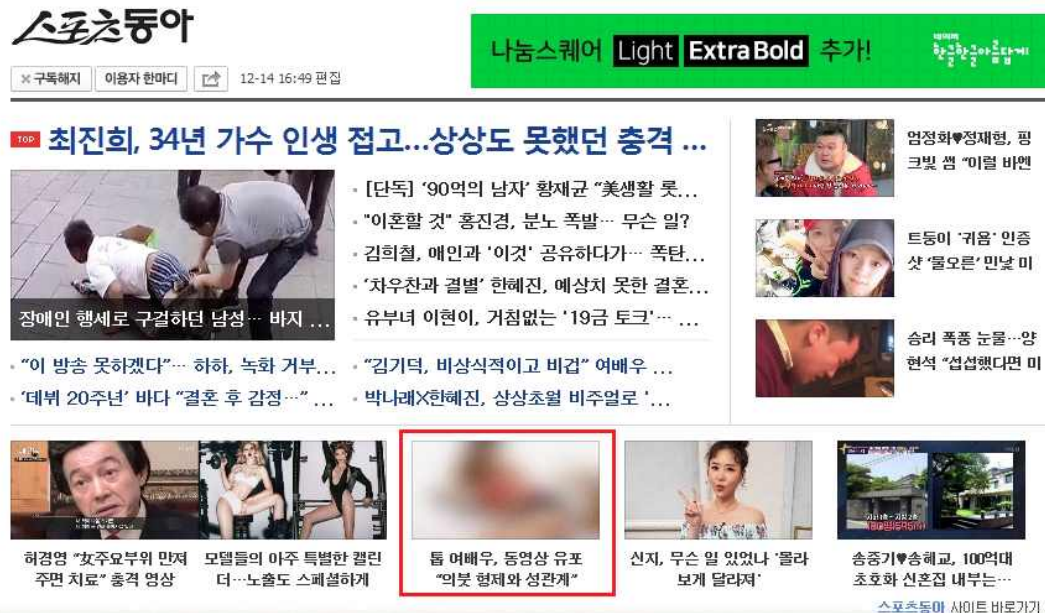 스포츠동아
나눔스퀘어 Light ExtraBold 추가!
한글한글아름답게
구독해지 이용자 한마디 12-14 16:49 편집
TOP 최진희, 34년 가수 인생 접고...상상도 못했던 충격 ...
장애인 행세로 구걸하던 남성… 바지 ...
[단독] '90억의 남자' 황재균 "美생활 롯...
"이혼할 것" 홍진경, 분노 폭발… 무슨 일?
김희철, 애인과 '이것' 공유하다가… 폭탄...
'차우찬과 결별' 한혜진, 예상치 못한 결혼...
유부녀 이현이, 거침없는 '19금 토크'… ...
"이 방송 못하겠다"… 하하, 녹화 거부...
'데뷔 20주년' 바다 "결혼 후 감정…" ...
"김기덕, 비상식적이고 비겁" 여배우 ...
박나래X한혜진, 상상초월 비주얼로 '...
엄정화♥정재형, 핑
크빛 썸 "이럴 바엔
트둥이 '귀욤' 인증
샷 '물오른' 민낯 미
승리 폭풍 눈물…양
현석 "섭섭했다면 미
허경영 "女주요부위 만져
주면 치료" 충격 영상
모델들의 아주 특별한 캘린
더…노출도 스페셜하게
톱 여배우, 동영상 유포
"의붓 형제와 성관계"
신지, 무슨 일 있었나 '몰라
보게 달라져'
송중기♥송혜교, 100억대
초호화 신혼집 내부는…
스포츠동아 사이트 바로가기